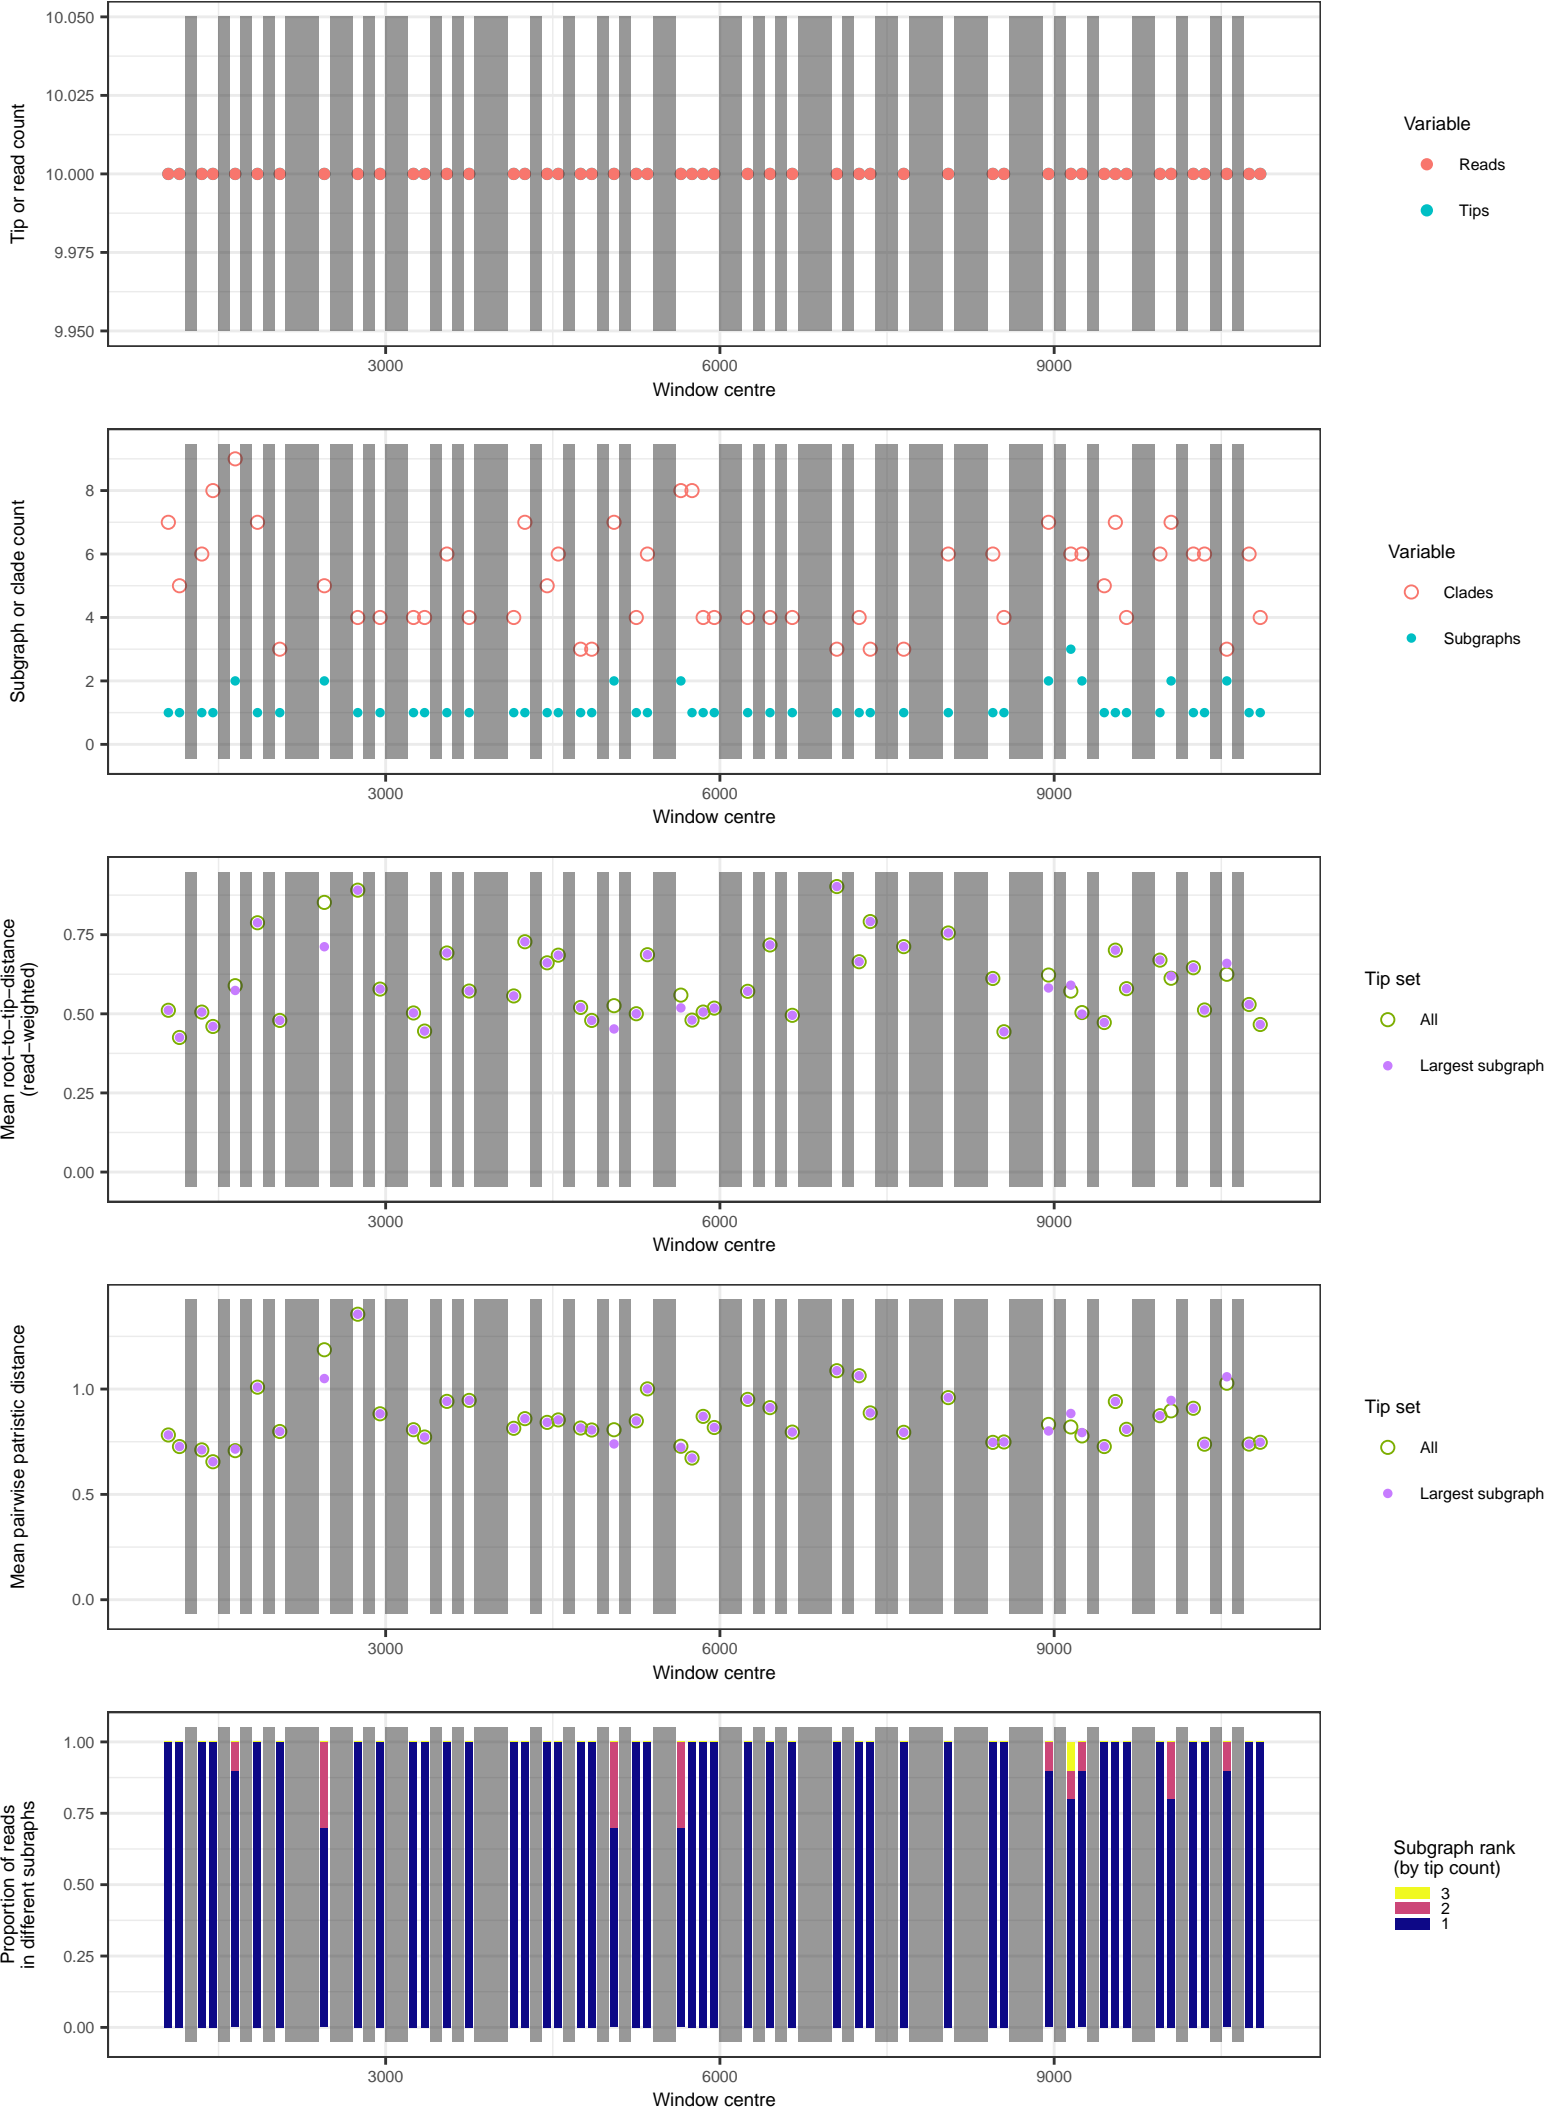 10.050
10.025
10.000
9.975
9.950
Tip or read count
3000
6000
9000
Window centre
Variable
Reads
Tips
8
6
4
2
0
Subgraph or clade count
3000
6000
9000
Window centre
Variable
Clades
Subgraphs
0.75
0.50
0.25
0.00
Mean root−to−tip−distance
(read−weighted)
3000
6000
9000
Window centre
Tip set
All
Largest subgraph
1.0
0.5
0.0
Mean pairwise patristic distance
3000
6000
9000
Window centre
Tip set
All
Largest subgraph
1.00
0.75
0.50
0.25
0.00
Proportion of reads
in different subraphs
3000
6000
9000
Window centre
Subgraph rank
(by tip count)
3
2
1